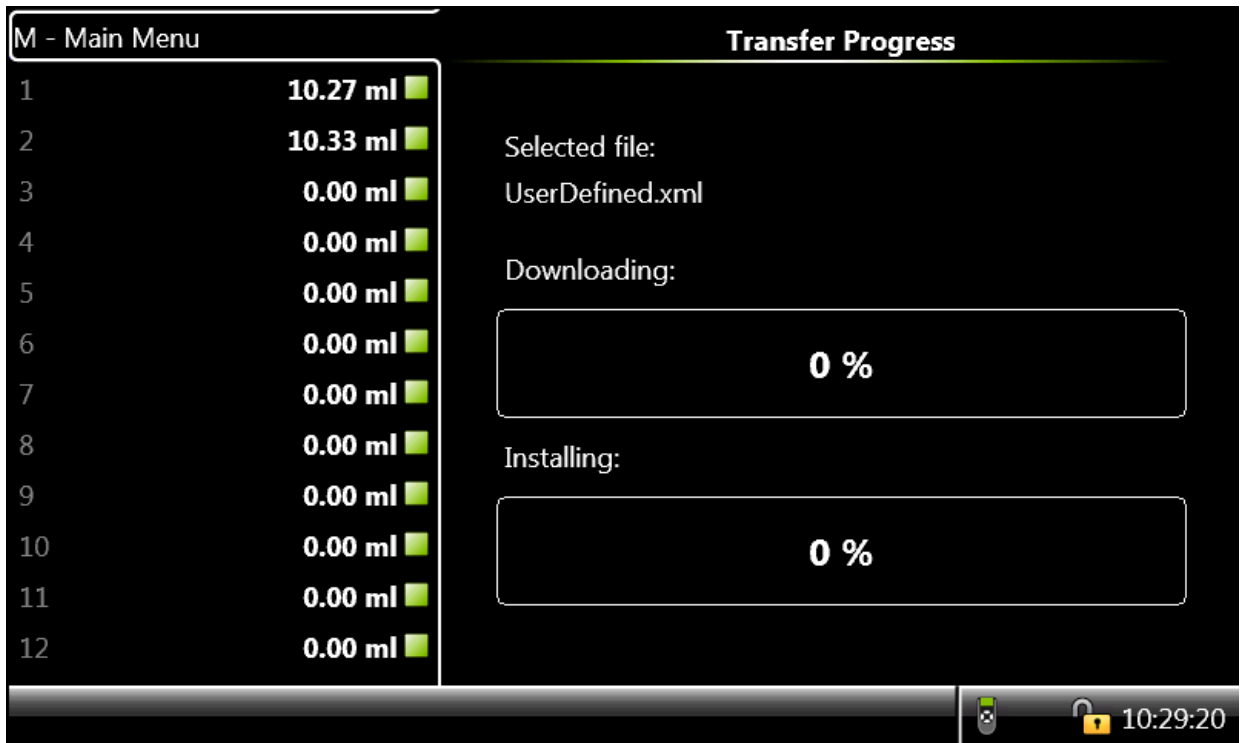 M - Main Menu
1 10.27 ml
2 10.33 ml
3 0.00 ml
4 0.00 ml
5 0.00 ml
6 0.00 ml
7 0.00 ml
8 0.00 ml
9 0.00 ml
10 0.00 ml
11 0.00 ml
12 0.00 ml
Transfer Progress
Selected file:
UserDefined.xml
Downloading:
0 %
Installing:
0 %
10:29:20